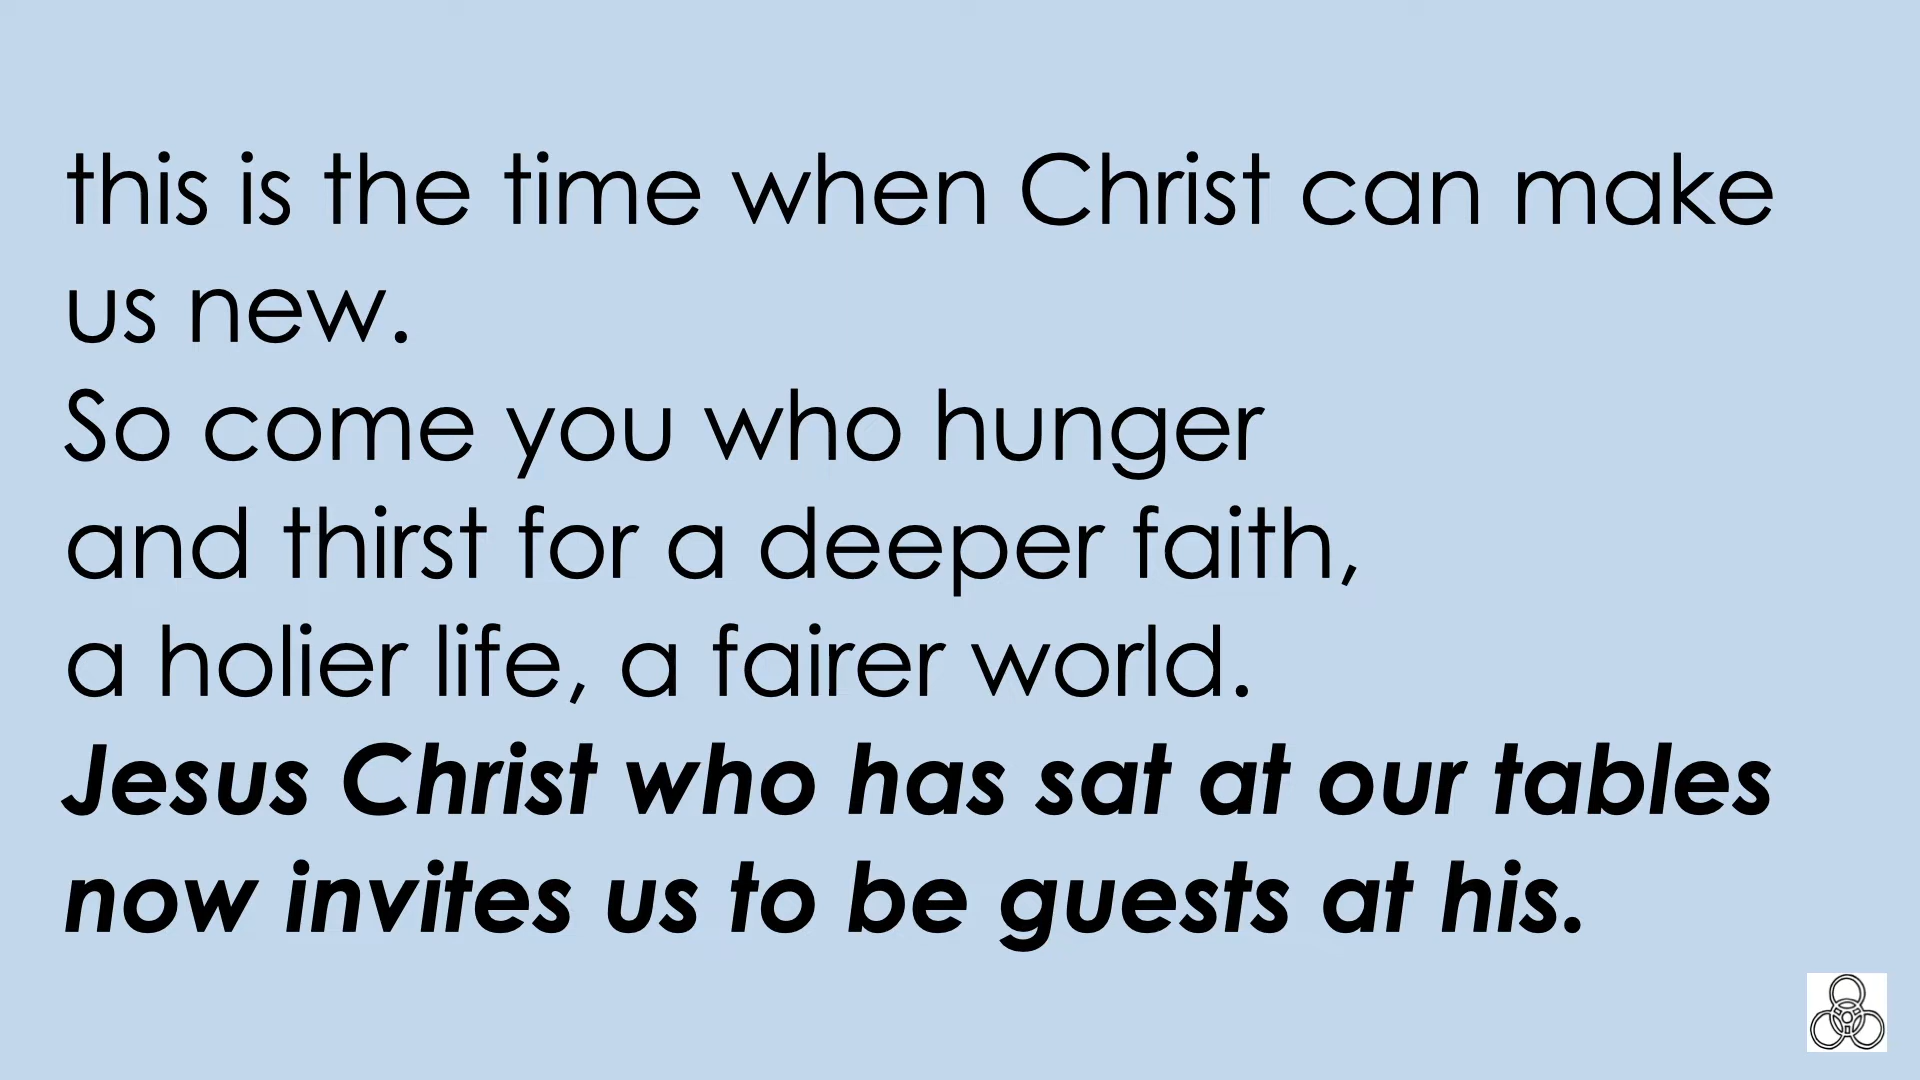 this is the time when Christ can make
us new.
So come you who hunger
and thirst for a deeper faith,
a holier life, a fairer world.
Jesus Christ who has sat at our tables
now invites us to be guests at his.